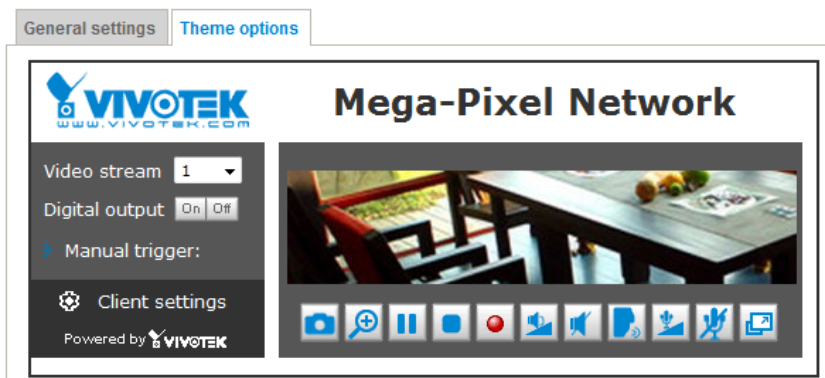 General settings
Theme options
VIVOTEK
www.vivotek.com
Mega-Pixel Network
Video stream 1
Digital output On Off
Manual trigger:
Client settings
Powered by VIVOTEK